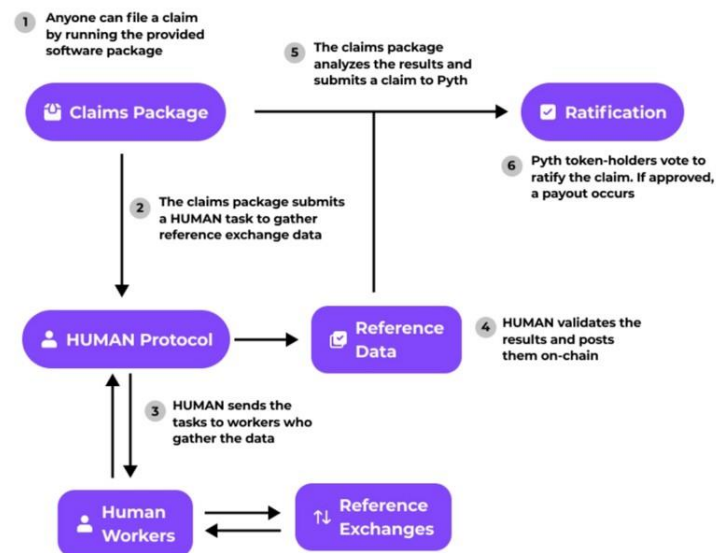 1 Anyone can file a claim
by running the provided
software package
5 The claims package
analyzes the results and
submits a claim to Pyth
Claims Package
Ratification
6 Pyth token-holders vote to
ratify the claim. If approved,
a payout occurs
2 The claims package submits
a HUMAN task to gather
reference exchange data
HUMAN Protocol
Reference
Data
4 HUMAN validates the
results and posts
them on-chain
3 HUMAN sends the
tasks to workers who
gather the data
Human
Workers
Reference
Exchanges